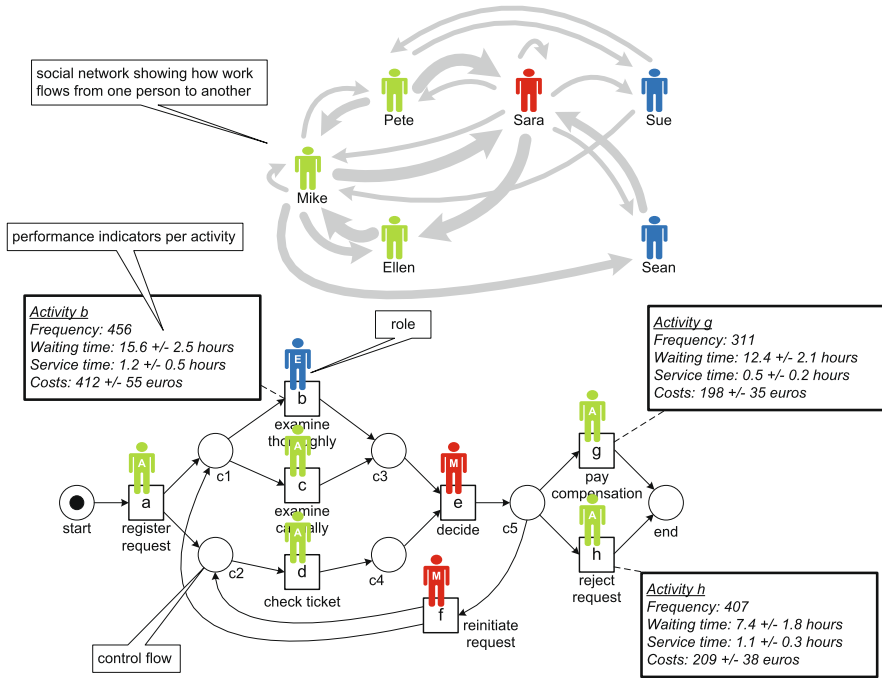 social network showing how work
flows from one person to another
Pete
Sara
Sue
Mike
Ellen
Sean
performance indicators per activity
Activity b
Frequency: 456
Waiting time: 15.6 +/- 2.5 hours
Service time: 1.2 +/- 0.5 hours
Costs: 412 +/- 55 euros
role
Activity g
Frequency: 311
Waiting time: 12.4 +/- 2.1 hours
Service time: 0.5 +/- 0.2 hours
Costs: 198 +/- 35 euros
E
b
examine
thoroughly
A
a
register
request
start
c1
A
c
examine
casually
c3
M
e
decide
c5
A
g
pay
compensation
end
c2
A
d
check ticket
c4
A
h
reject
request
M
f
reinitiate
request
control flow
Activity h
Frequency: 407
Waiting time: 7.4 +/- 1.8 hours
Service time: 1.1 +/- 0.3 hours
Costs: 209 +/- 38 euros